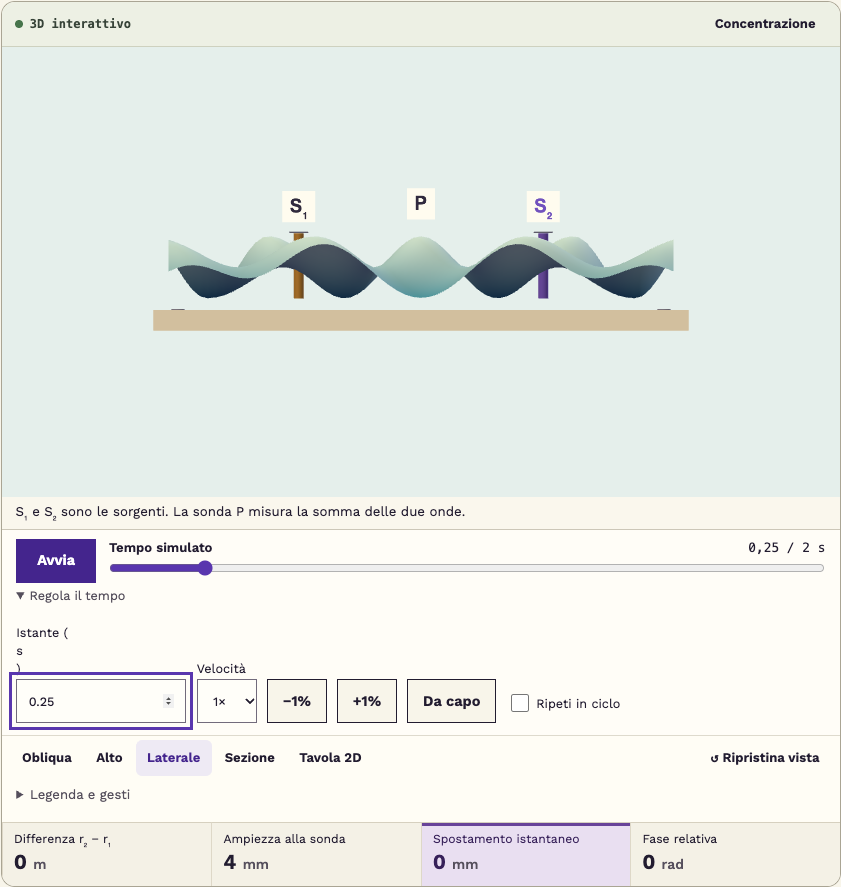 3D interattivo
Concentrazione
S₁
P
S₂
S₁ e S₂ sono le sorgenti. La sonda P misura la somma delle due onde.
Avvia
Tempo simulato
0,25 / 2 s
▼ Regola il tempo
Istante (
s
)
Velocità
0.25
1×
−1%
+1%
Da capo
Ripeti in ciclo
Obliqua
Alto
Laterale
Sezione
Tavola 2D
↺ Ripristina vista
▶ Legenda e gesti
Differenza r₂ − r₁
0 m
Ampiezza alla sonda
4 mm
Spostamento istantaneo
0 mm
Fase relativa
0 rad